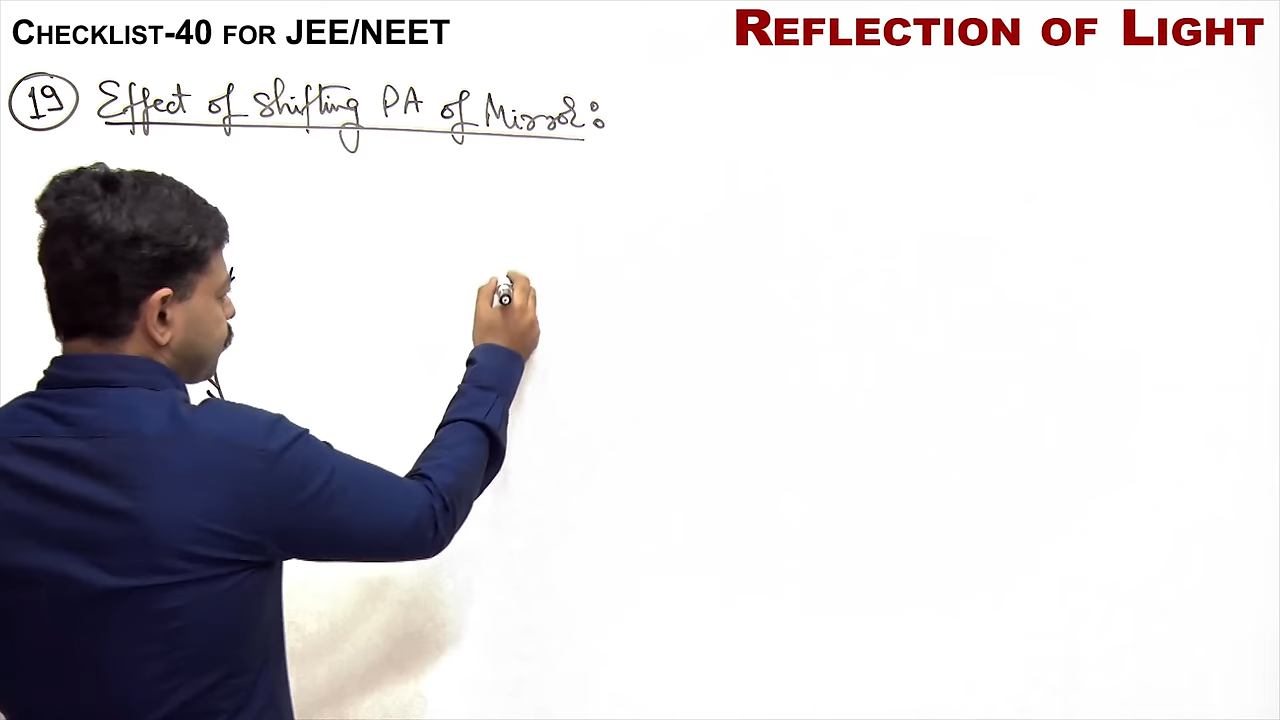 CHECKLIST-40 FOR JEE/NEET
REFLECTION OF LIGHT
19 Effect of shifting PA of Mirror: